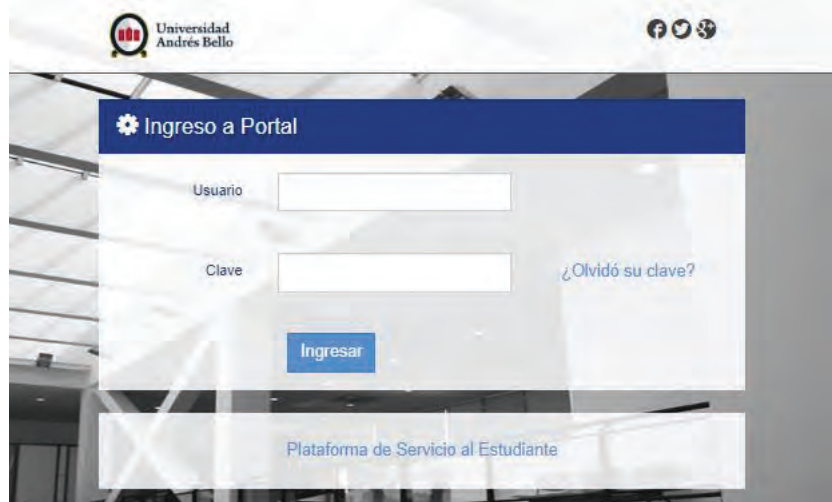 Universidad
Andrés Bello
Ingreso a Portal
Usuario
Clave
¿Olvidó su clave?
Ingresar
Plataforma de Servicio al Estudiante